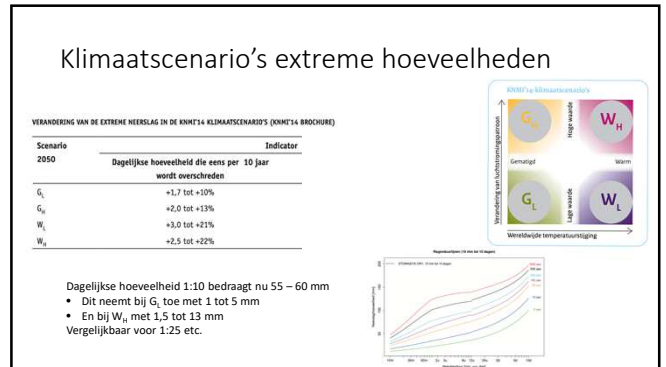 Klimaatscenario's extreme hoeveelheden
VERANDERING VAN DE EXTREME NEERSLAG IN DE KNMI'14 KLIMAATSCENARIO'S (KNMI'14 BROCHURE)
Scenario Indicator
2050 Dagelijkse hoeveelheid die eens per 10 jaar
wordt overschreden
GL +1,7 tot +10%
GH +2,0 tot +13%
WL +3,0 tot +21%
WH +2,5 tot +22%
Dagelijkse hoeveelheid 1:10 bedraagt nu 55 – 60 mm
• Dit neemt bij GL toe met 1 tot 5 mm
• En bij WH met 1,5 tot 13 mm
Vergelijkbaar voor 1:25 etc.
KNMI'14-klimaatscenario's
Verandering van luchtstromingspatroon
GH
Hoge waarde
WH
Gematigd
Warm
GL
Lage waarde
WL
Wereldwijde temperatuurstijging